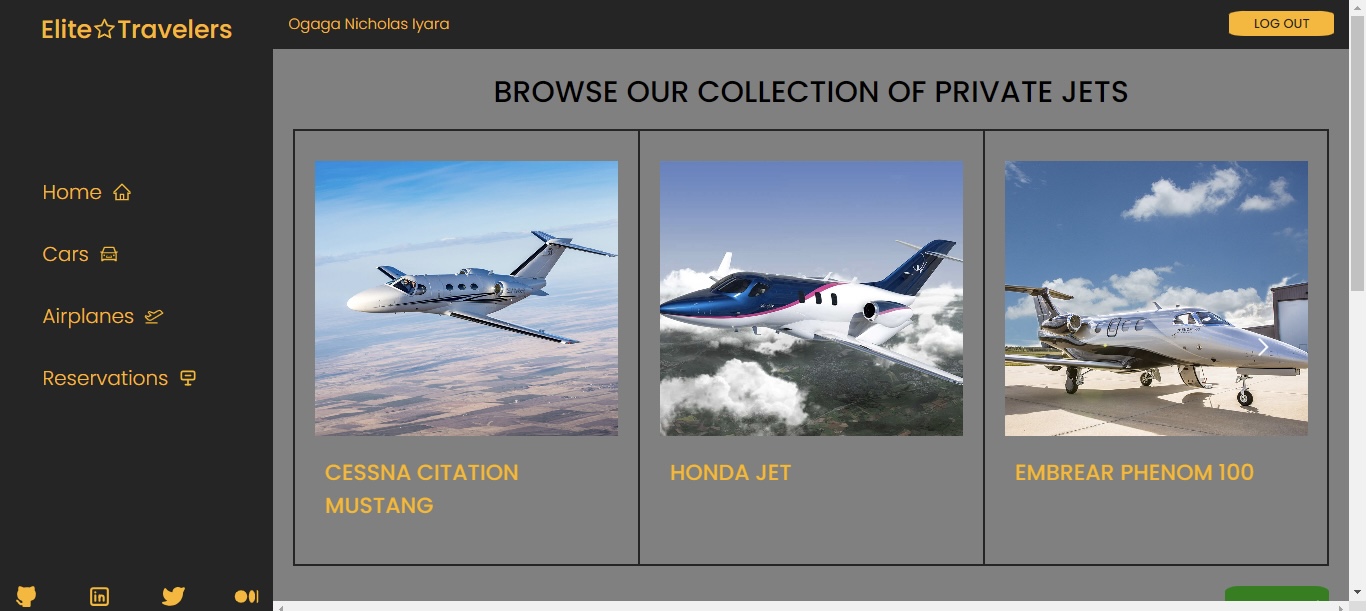 Elite☆Travelers
Ogaga Nicholas Iyara
LOG OUT
BROWSE OUR COLLECTION OF PRIVATE JETS
Home
Cars
Airplanes
Reservations
CESSNA CITATION
MUSTANG
HONDA JET
EMBREAR PHENOM 100